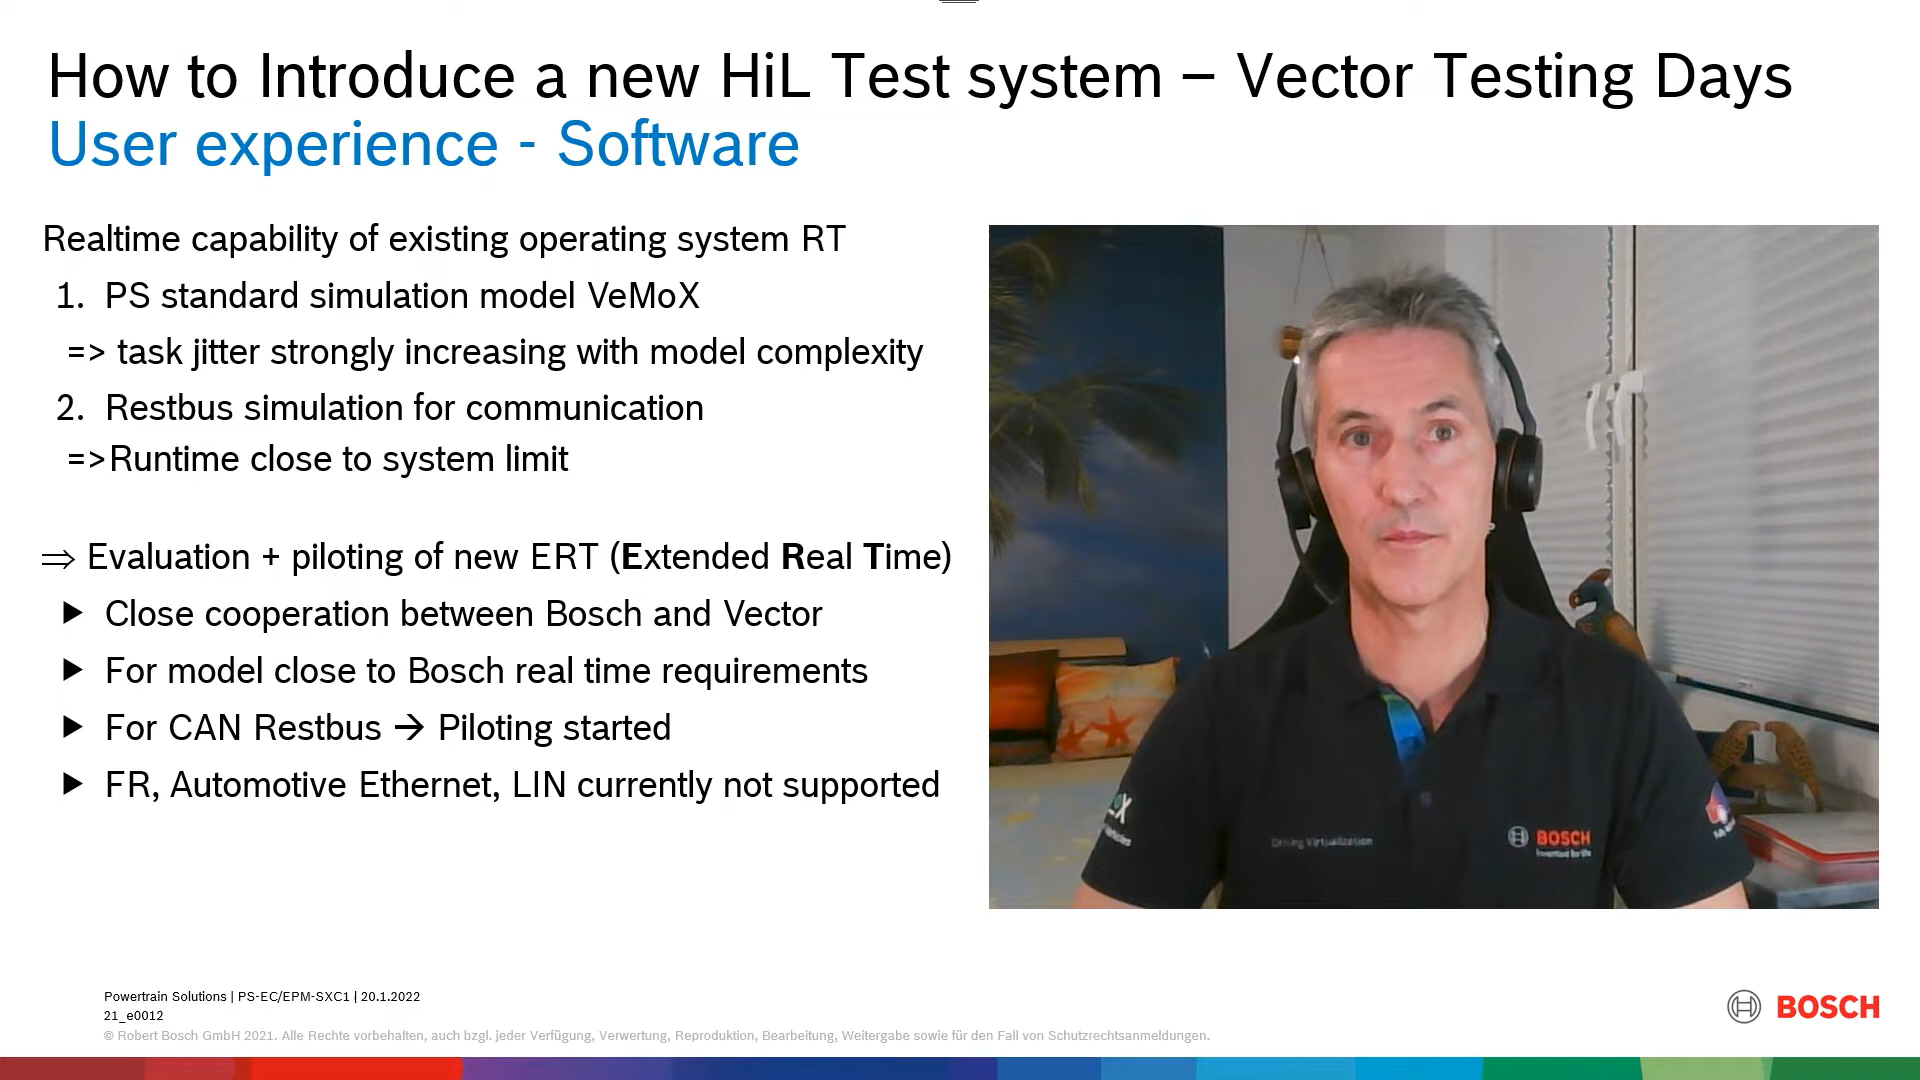 How to Introduce a new HiL Test system – Vector Testing Days
User experience - Software
Realtime capability of existing operating system RT
1. PS standard simulation model VeMoX
=> task jitter strongly increasing with model complexity
2. Restbus simulation for communication
=>Runtime close to system limit
⇒ Evaluation + piloting of new ERT (Extended Real Time)
▶ Close cooperation between Bosch and Vector
▶ For model close to Bosch real time requirements
▶ For CAN Restbus → Piloting started
▶ FR, Automotive Ethernet, LIN currently not supported
Driving Virtualization
BOSCH
Invented for life
Powertrain Solutions | PS-EC/EPM-SXC1 | 20.1.2022
21_e0012
© Robert Bosch GmbH 2021. Alle Rechte vorbehalten, auch bzgl. jeder Verfügung, Verwertung, Reproduktion, Bearbeitung, Weitergabe sowie für den Fall von Schutzrechtsanmeldungen.
BOSCH